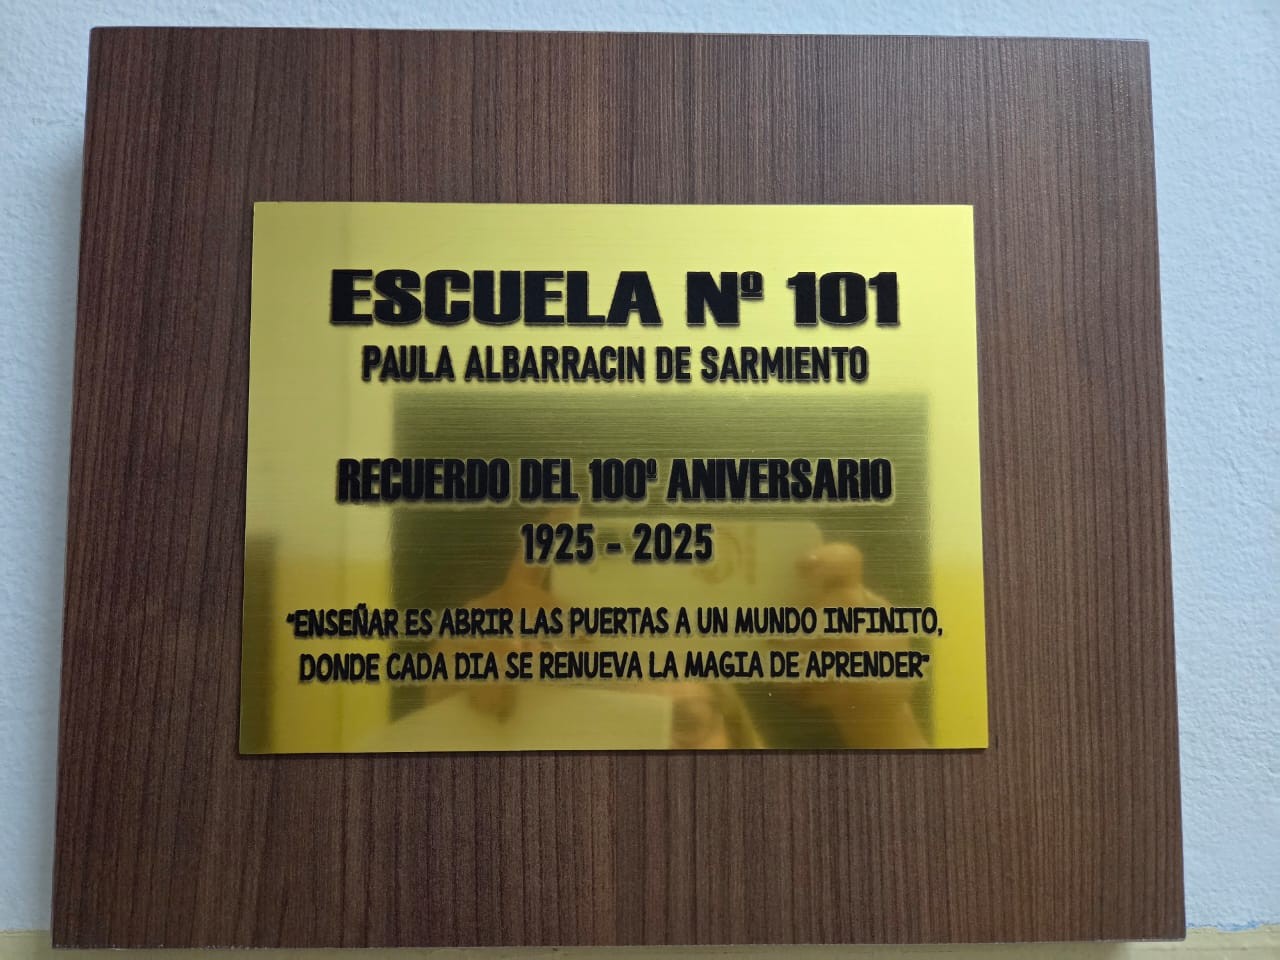 ESCUELA Nº 101
PAULA ALBARRACIN DE SARMIENTO
RECUERDO DEL 100º ANIVERSARIO
1925 - 2025
"ENSEÑAR ES ABRIR LAS PUERTAS A UN MUNDO INFINITO,
DONDE CADA DIA SE RENUEVA LA MAGIA DE APRENDER"